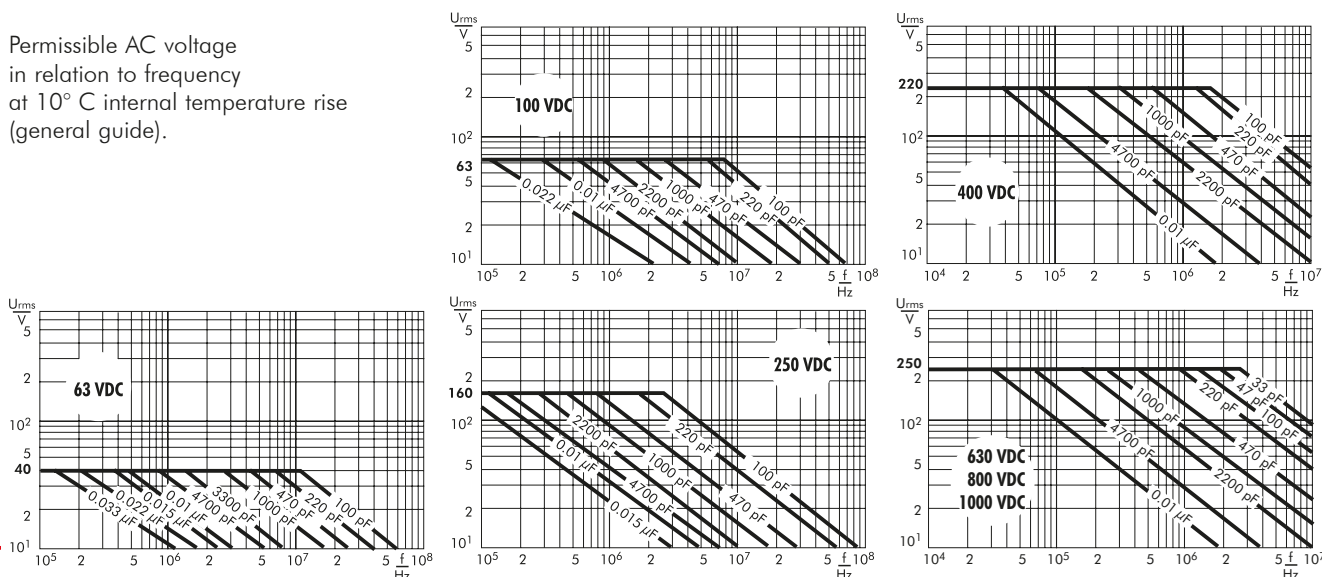 Permissible AC voltage
in relation to frequency
at 10° C internal temperature rise
(general guide).
Urms
V
5
2
10²
63
5
2
10¹
100 VDC
0.022 µF
0.01 µF
4700 pF
2200 pF
1000 pF
470 pF
220 pF
100 pF
10⁵ 2 5 10⁶ 2 5 10⁷ 2 5 f/Hz 10⁸
Urms
V
5
220
2
10²
5
2
10¹
400 VDC
0.01 µF
4700 pF
2200 pF
1000 pF
470 pF
220 pF
100 pF
10⁴ 2 5 10⁵ 2 5 10⁶ 2 5 f/Hz 10⁷
Urms
V
5
2
10²
5
40
2
10¹
63 VDC
0.033 µF
0.022 µF
0.015 µF
0.01 µF
4700 pF
3300 pF
1000 pF
470 pF
220 pF
100 pF
10⁵ 2 5 10⁶ 2 5 10⁷ 2 5 f/Hz 10⁸
Urms
V
5
2
160
10²
5
2
10¹
250 VDC
0.015 µF
0.01 µF
4700 pF
2200 pF
1000 pF
470 pF
220 pF
100 pF
10⁵ 2 5 10⁶ 2 5 10⁷ 2 5 f/Hz 10⁸
Urms
V
5
250
2
10²
5
2
10¹
630 VDC
800 VDC
1000 VDC
0.01 µF
4700 pF
2200 pF
1000 pF
470 pF
220 pF
100 pF
47 pF
33 pF
10⁴ 2 5 10⁵ 2 5 10⁶ 2 5 f/Hz 10⁷